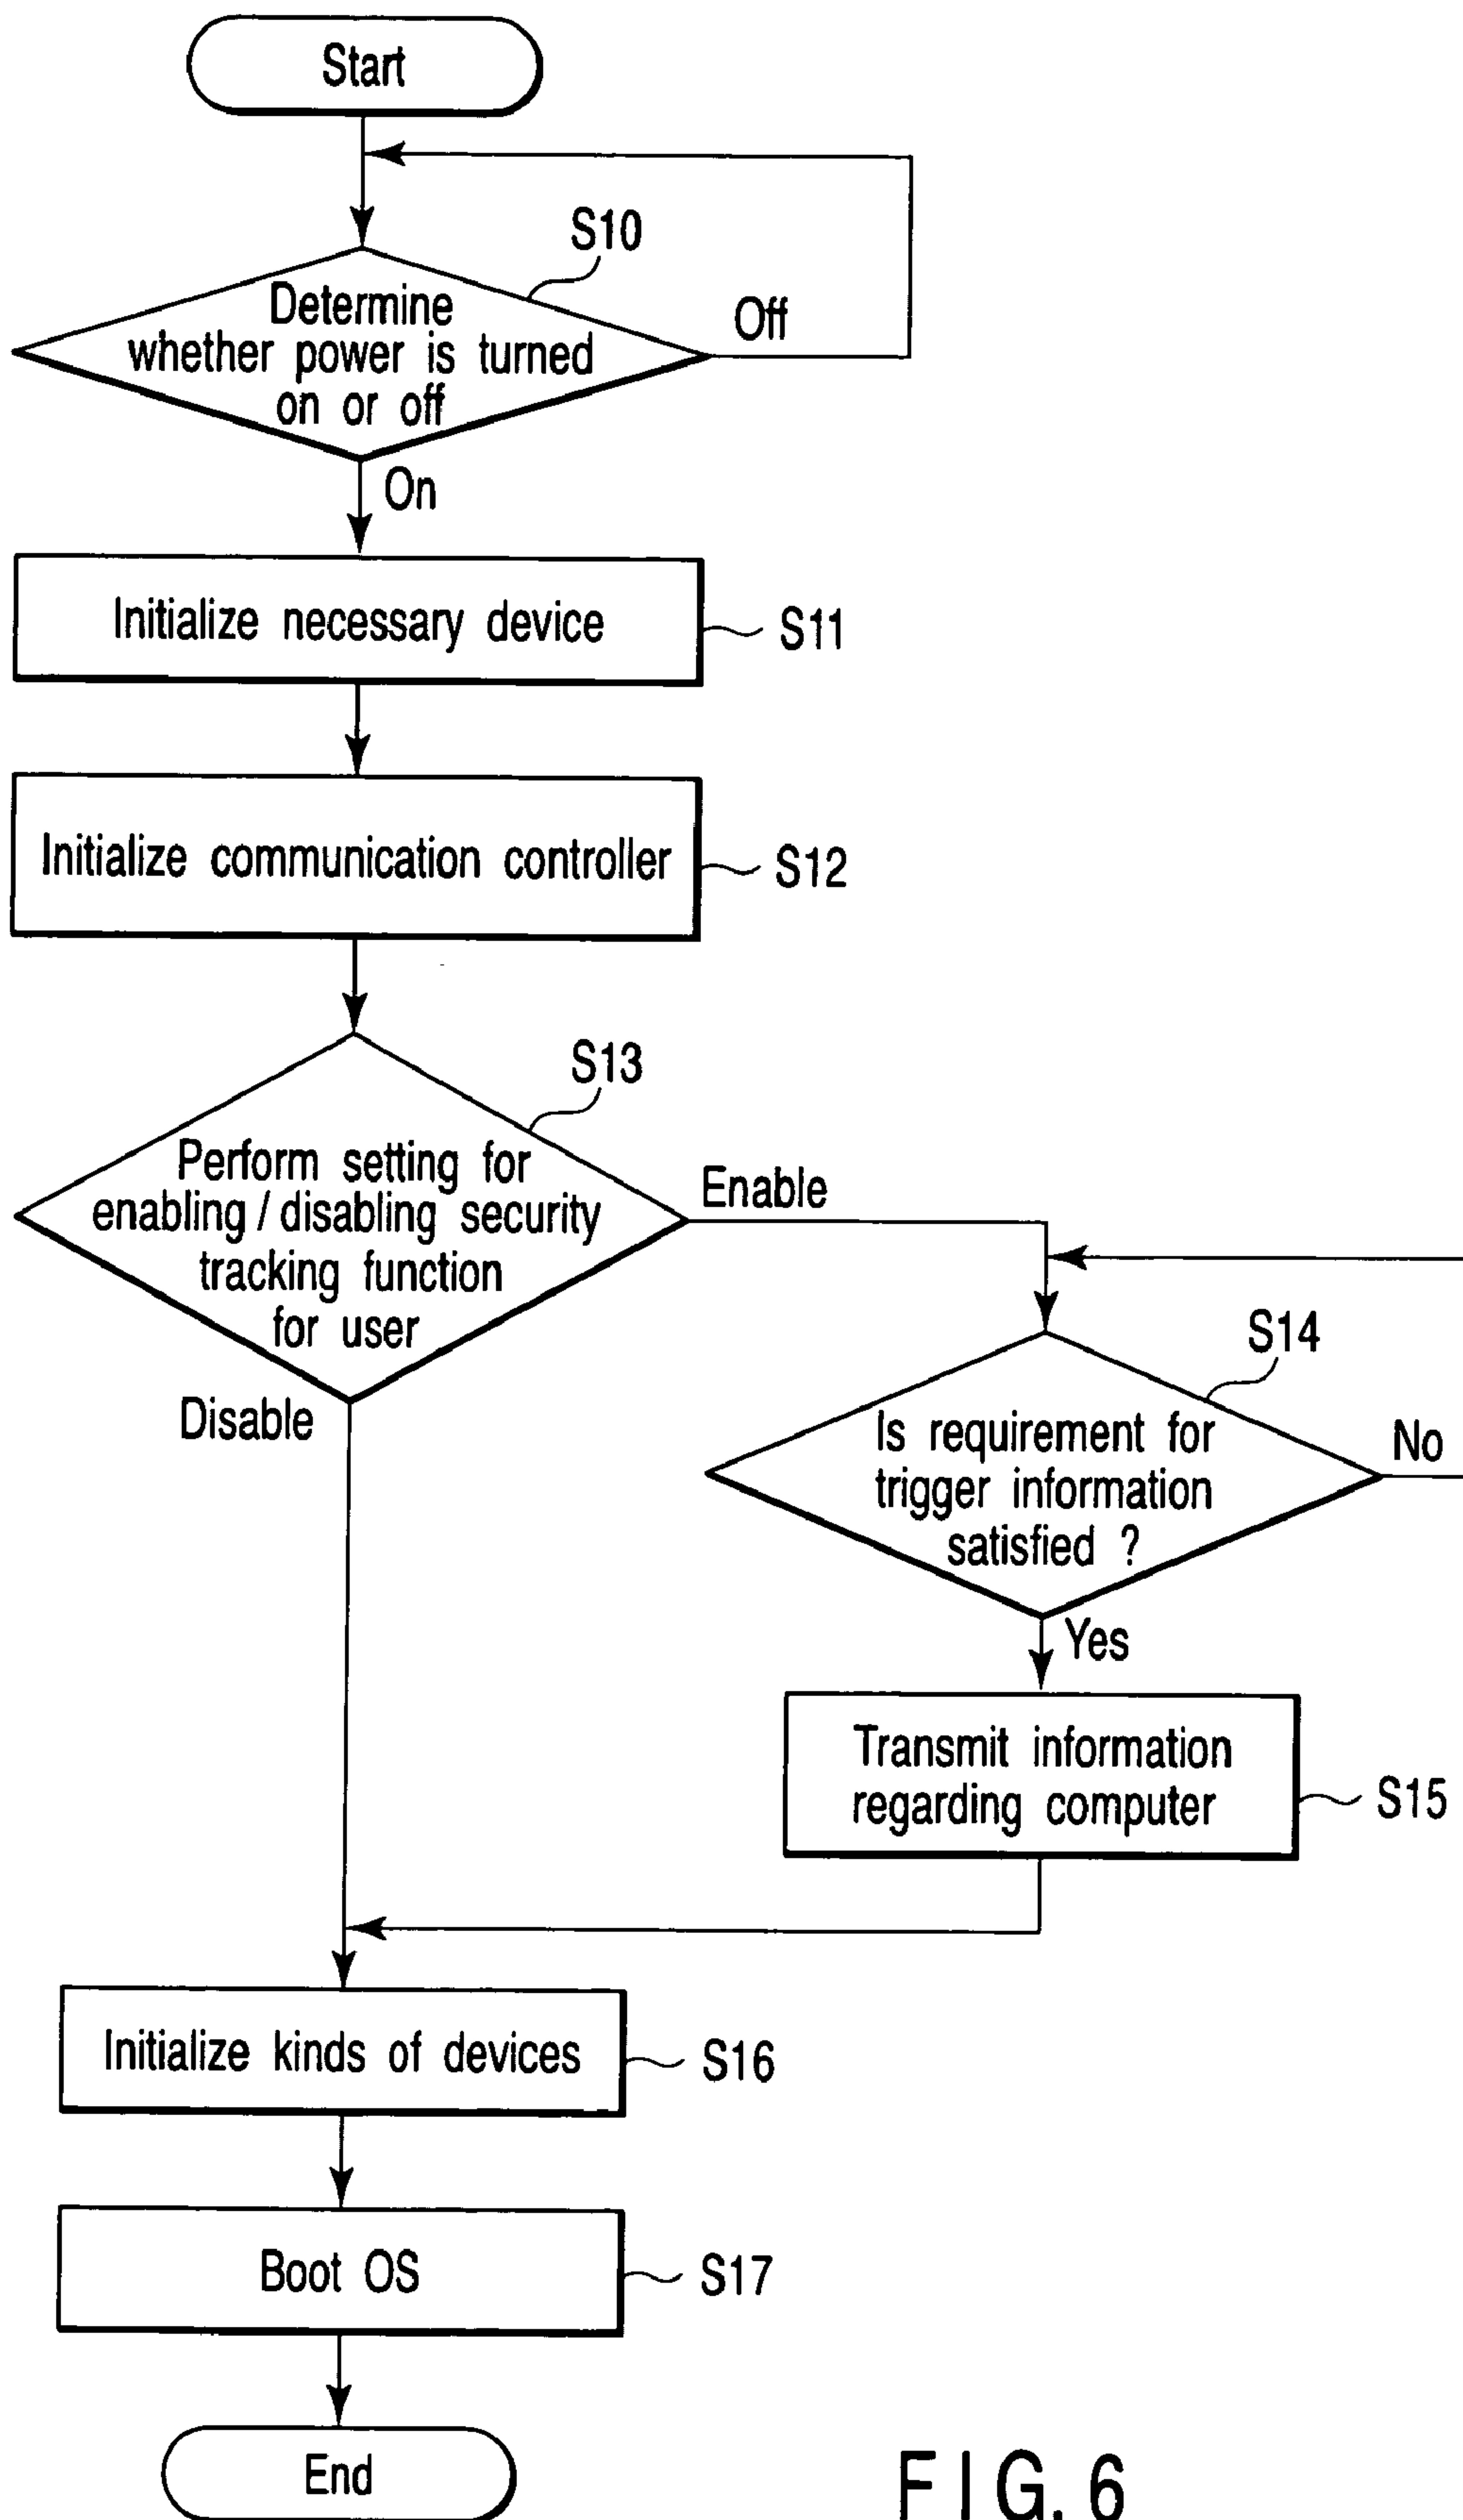 Start
S10
Determine
whether power is turned
on or off
Off
On
Initialize necessary device
S11
Initialize communication controller
S12
S13
Perform setting for
enabling / disabling security
tracking function
for user
Enable
Disable
S14
Is requirement for
trigger information
satisfied ?
No
Yes
Transmit information
regarding computer
S15
Initialize kinds of devices
S16
Boot OS
S17
End
FIG. 6